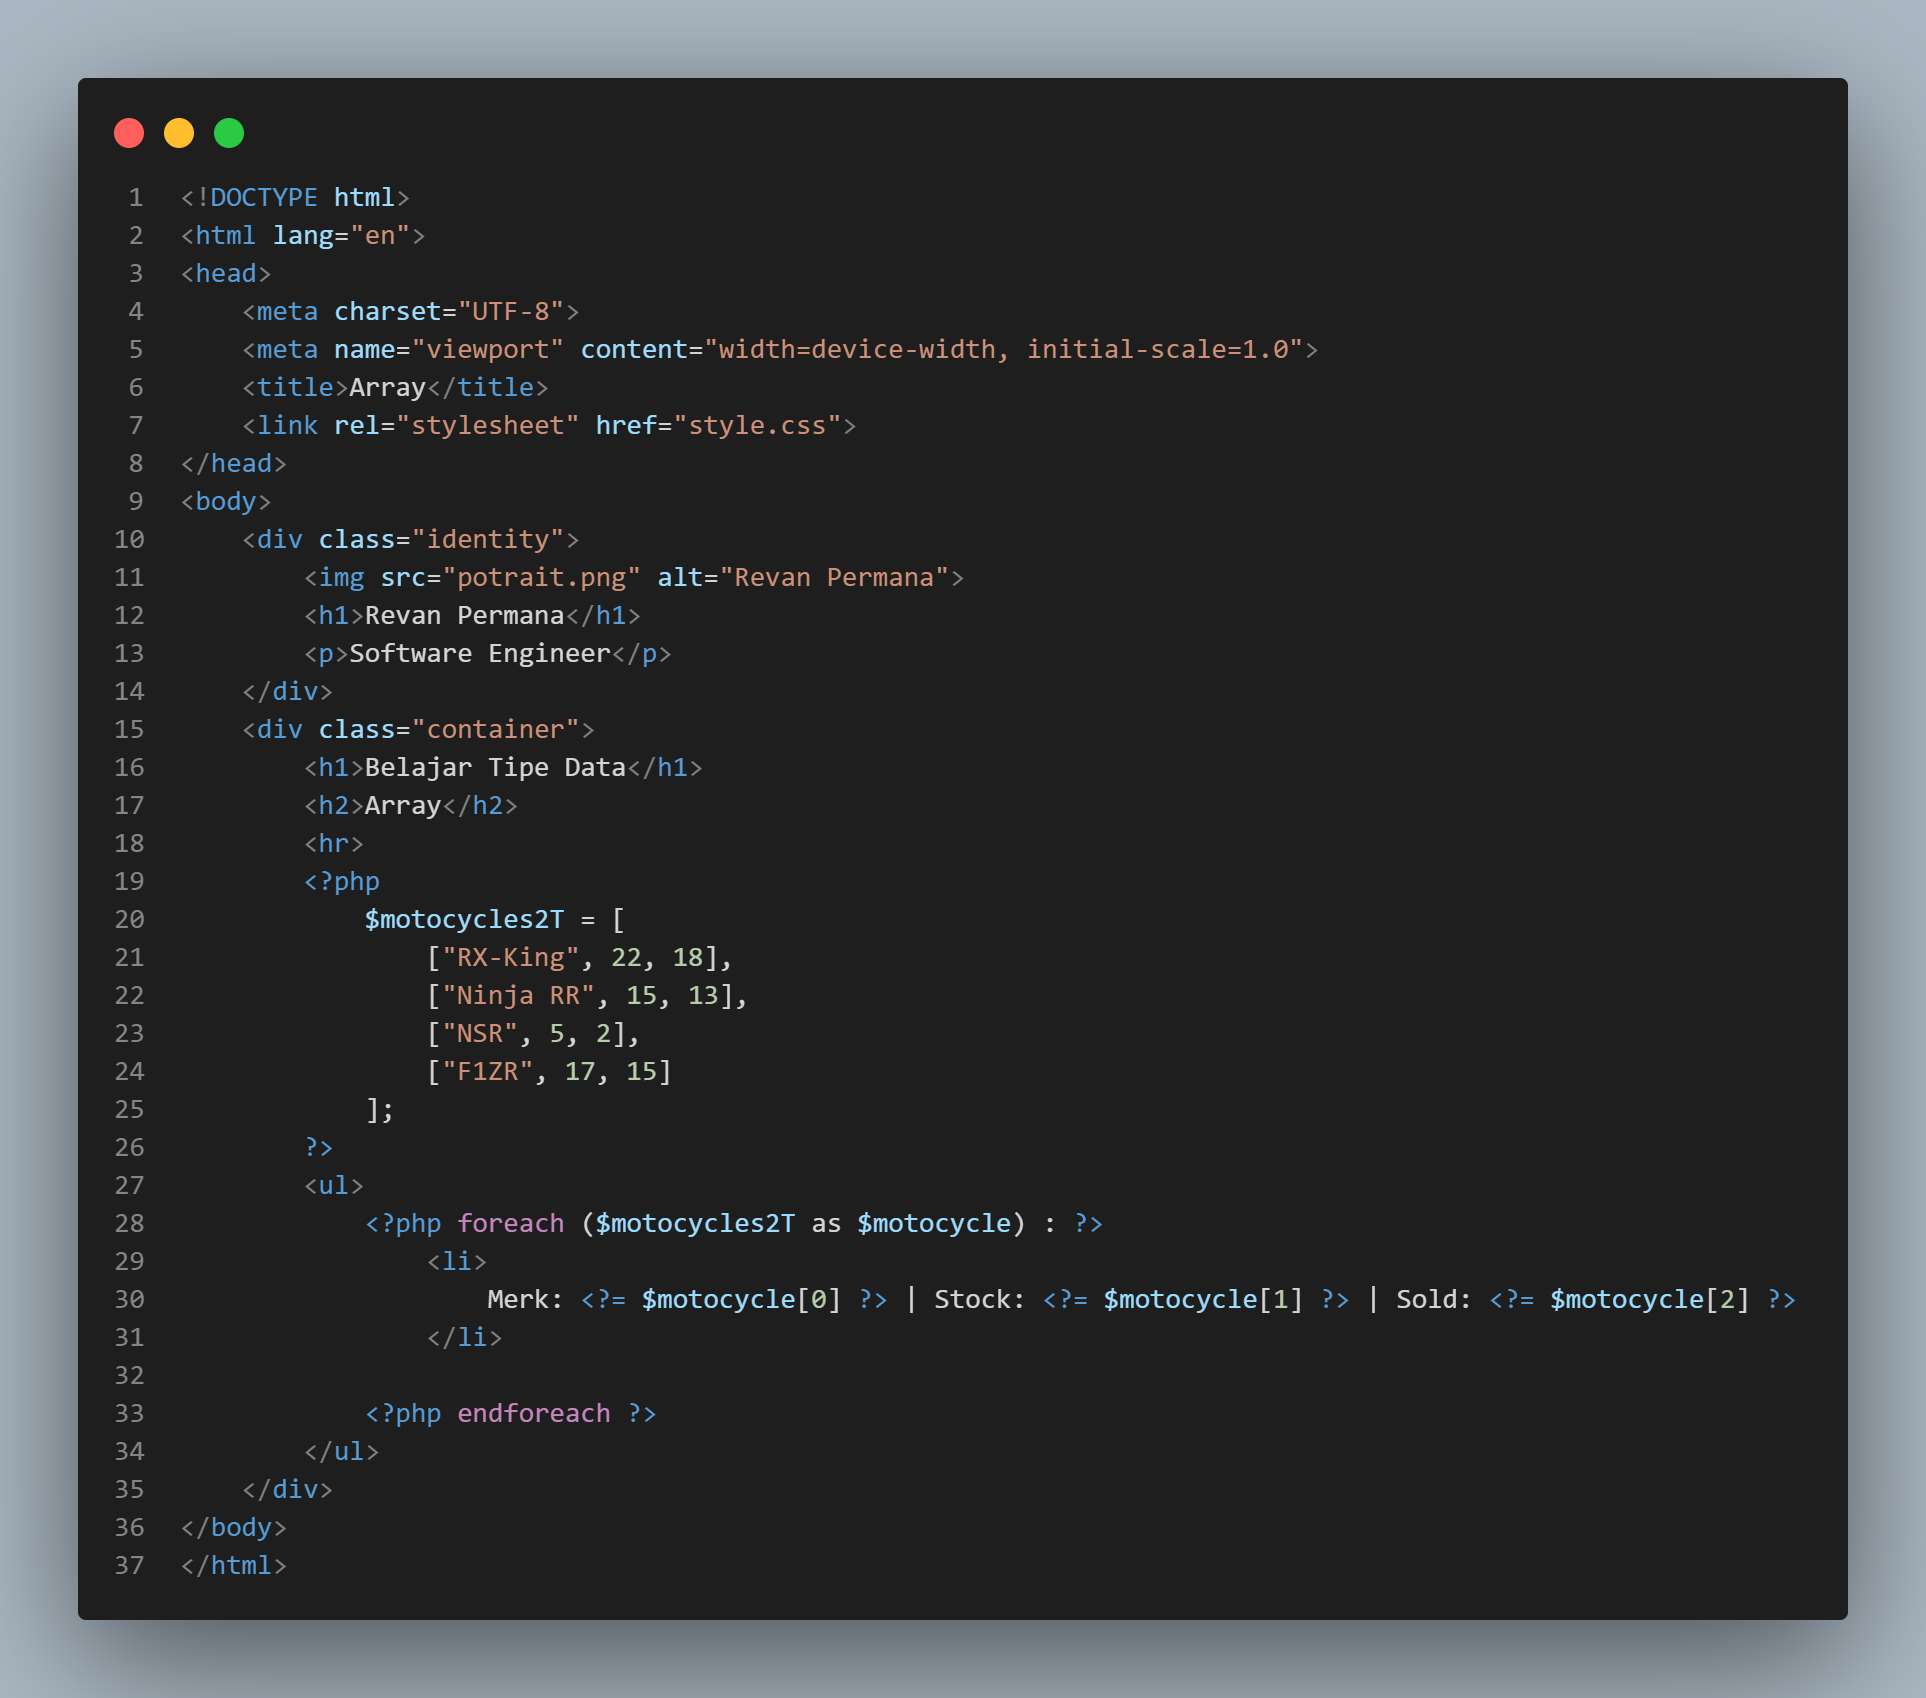 1 <!DOCTYPE html>
2 <html lang="en">
3 <head>
4     <meta charset="UTF-8">
5     <meta name="viewport" content="width=device-width, initial-scale=1.0">
6     <title>Array</title>
7     <link rel="stylesheet" href="style.css">
8 </head>
9 <body>
10     <div class="identity">
11         <img src="potrait.png" alt="Revan Permana">
12         <h1>Revan Permana</h1>
13         <p>Software Engineer</p>
14     </div>
15     <div class="container">
16         <h1>Belajar Tipe Data</h1>
17         <h2>Array</h2>
18         <hr>
19         <?php
20             $motocycles2T = [
21                 ["RX-King", 22, 18],
22                 ["Ninja RR", 15, 13],
23                 ["NSR", 5, 2],
24                 ["F1ZR", 17, 15]
25             ];
26         ?>
27         <ul>
28             <?php foreach ($motocycles2T as $motocycle) : ?>
29                 <li>
30                     Merk: <?= $motocycle[0] ?> | Stock: <?= $motocycle[1] ?> | Sold: <?= $motocycle[2] ?>
31                 </li>
32
33             <?php endforeach ?>
34         </ul>
35     </div>
36 </body>
37 </html>